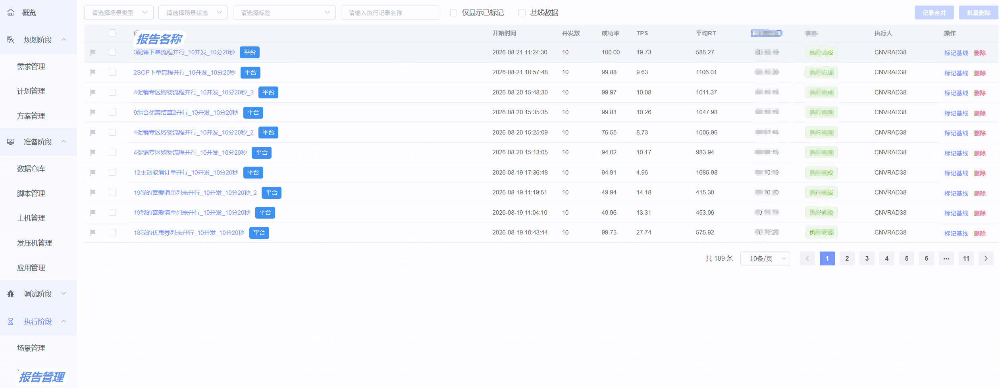 概览
规划阶段
需求管理
计划管理
方案管理
准备阶段
数据仓库
脚本管理
主机管理
发压机管理
应用管理
调试阶段
执行阶段
场景管理
报告管理
请选择场景类型 请选择场景状态 请选择标签 请输入执行记录名称 仅显示已标记 基线数据 记录合并 批量删除
报告名称 开始时间 并发数 成功率 TPS 平均RT 执行人 操作
3配售下单流程并行_10并发_10分20秒 平台 2026-08-21 11:24:30 10 100.00 19.73 586.27 CNVRAD38 标记基线 删除
2SOP下单流程并行_10并发_10分20秒 平台 2026-08-21 10:57:48 10 99.88 9.63 1106.01 完成 CNVRAD38 标记基线 删除
4促销专区购物流程并行_10并发_10分20秒_3 平台 2026-08-20 15:48:30 10 99.97 10.08 1011.37 CNVRAD38 标记基线 删除
9组合优惠结算2并行_10并发_10分20秒 平台 2026-08-20 15:35:35 10 99.81 10.26 1047.98 CNVRAD38 标记基线 删除
4促销专区购物流程并行_10并发_10分20秒_2 平台 2026-08-20 15:25:09 10 76.55 8.73 1005.96 CNVRAD38 标记基线 删除
4促销专区购物流程并行_10并发_10分20秒 平台 2026-08-20 15:13:05 10 94.02 10.17 983.94 CNVRAD38 标记基线 删除
12主动取消订单并行_10并发_10分20秒 平台 2026-08-19 17:36:48 10 94.91 4.96 1685.98 CNVRAD38 标记基线 删除
19我的喜爱清单列表并行_10并发_10分20秒_2 平台 2026-08-19 11:19:51 10 49.94 14.18 415.30 CNVRAD38 标记基线 删除
19我的喜爱清单列表并行_10并发_10分20秒 平台 2026-08-19 11:04:10 10 49.96 13.31 453.06 CNVRAD38 标记基线 删除
18我的优惠券列表并行_10并发_10分20秒 平台 2026-08-19 10:43:44 10 99.73 27.74 575.92 CNVRAD38 标记基线 删除
共 109 条 10条/页 1 2 3 4 5 6 ••• 11